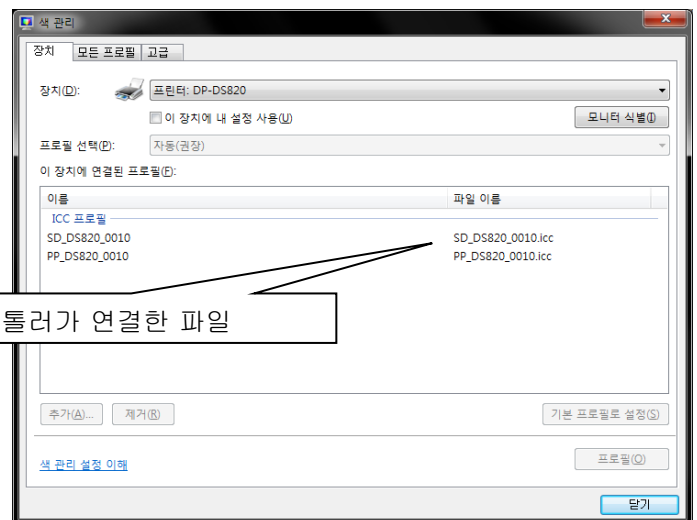 색 관리
장치 모든 프로필 고급
장치(D): 프린터: DP-DS820
이 장치에 내 설정 사용(U) 모니터 식별(I)
프로필 선택(P): 자동(권장)
이 장치에 연결된 프로필(F):
이름 파일 이름
ICC 프로필
SD_DS820_0010 SD_DS820_0010.icc
PP_DS820_0010 PP_DS820_0010.icc
톨러가 연결한 파일
추가(A)... 제거(R) 기본 프로필로 설정(S)
색 관리 설정 이해 프로필(O)
닫기